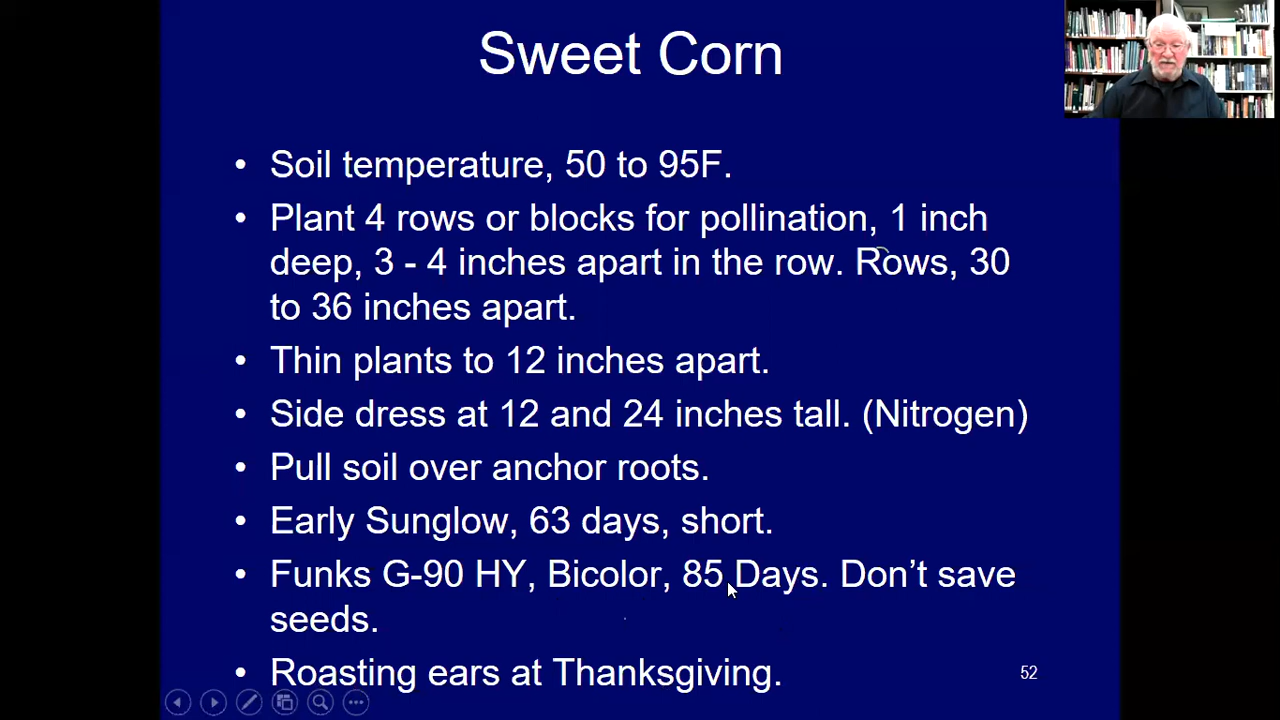 Sweet Corn
• Soil temperature, 50 to 95F.
• Plant 4 rows or blocks for pollination, 1 inch
deep, 3 - 4 inches apart in the row. Rows, 30
to 36 inches apart.
• Thin plants to 12 inches apart.
• Side dress at 12 and 24 inches tall. (Nitrogen)
• Pull soil over anchor roots.
• Early Sunglow, 63 days, short.
• Funks G-90 HY, Bicolor, 85 Days. Don’t save
seeds.
• Roasting ears at Thanksgiving.
52